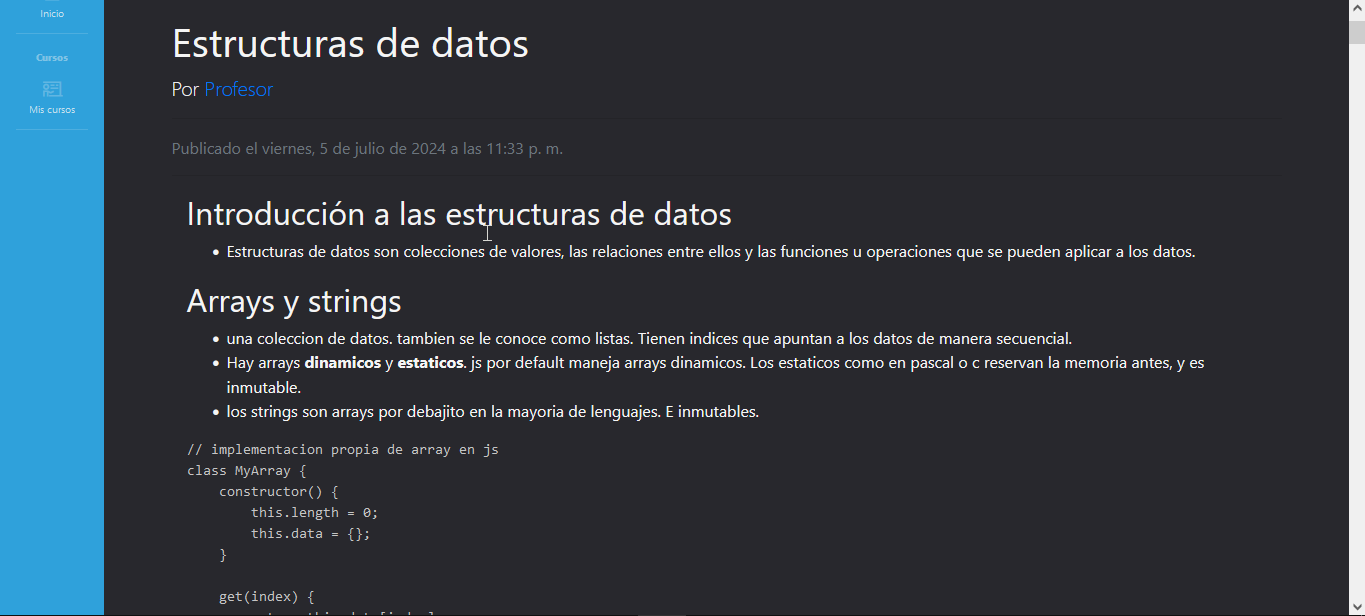 Inicio
Cursos
Mis cursos
Estructuras de datos
Por Profesor
Publicado el viernes, 5 de julio de 2024 a las 11:33 p. m.
Introducción a las estructuras de datos
• Estructuras de datos son colecciones de valores, las relaciones entre ellos y las funciones u operaciones que se pueden aplicar a los datos.
Arrays y strings
• una coleccion de datos. tambien se le conoce como listas. Tienen indices que apuntan a los datos de manera secuencial.
• Hay arrays dinamicos y estaticos. js por default maneja arrays dinamicos. Los estaticos como en pascal o c reservan la memoria antes, y es
inmutable.
• los strings son arrays por debajito en la mayoria de lenguajes. E inmutables.
// implementacion propia de array en js
class MyArray {
    constructor() {
        this.length = 0;
        this.data = {};
    }
    get(index) {